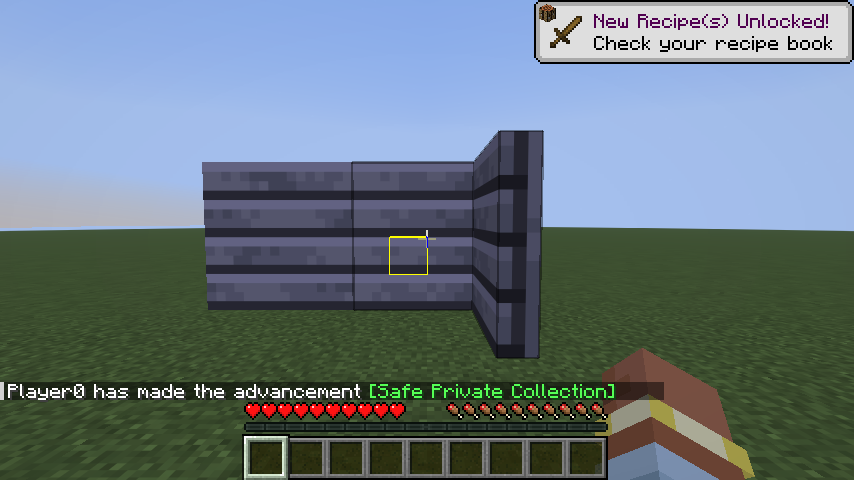 New Recipe(s) Unlocked!
Check your recipe book
Player0 has made the advancement [Safe Private Collection]